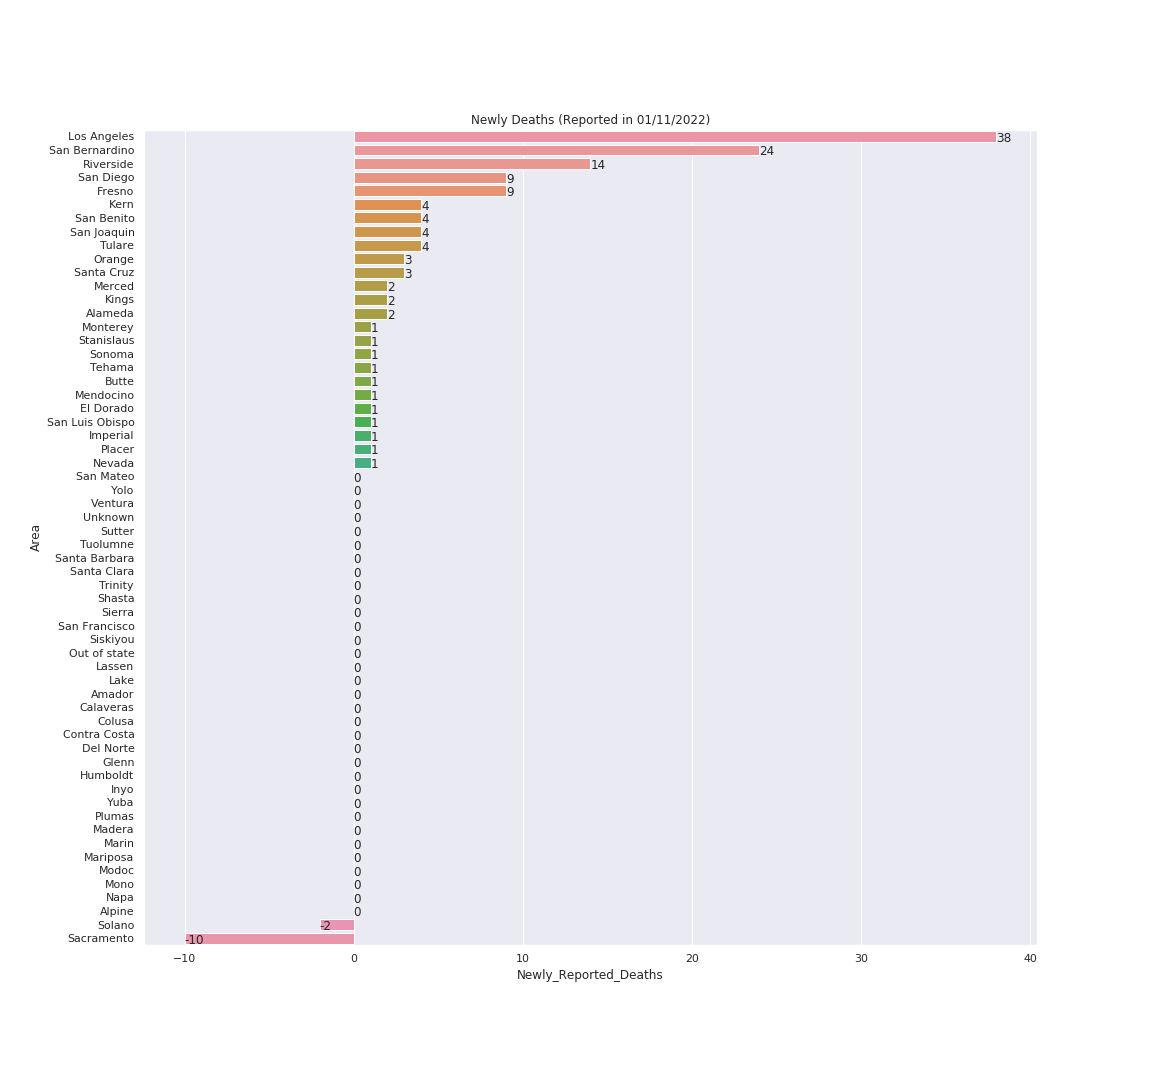 Newly Deaths (Reported in 01/11/2022)
Los Angeles 38
San Bernardino 24
Riverside 14
San Diego 9
Fresno 9
Kern 4
San Benito 4
San Joaquin 4
Tulare 4
Orange 3
Santa Cruz 3
Merced 2
Kings 2
Alameda 2
Monterey 1
Stanislaus 1
Sonoma 1
Tehama 1
Butte 1
Mendocino 1
El Dorado 1
San Luis Obispo 1
Imperial 1
Placer 1
Nevada 1
San Mateo 0
Yolo 0
Ventura 0
Unknown 0
Sutter 0
Tuolumne 0
Santa Barbara 0
Santa Clara 0
Trinity 0
Shasta 0
Sierra 0
San Francisco 0
Siskiyou 0
Out of state 0
Lassen 0
Lake 0
Amador 0
Calaveras 0
Colusa 0
Contra Costa 0
Del Norte 0
Glenn 0
Humboldt 0
Inyo 0
Yuba 0
Plumas 0
Madera 0
Marin 0
Mariposa 0
Modoc 0
Mono 0
Napa 0
Alpine 0
Solano -2
Sacramento -10
Area
−10 0 10 20 30 40
Newly_Reported_Deaths